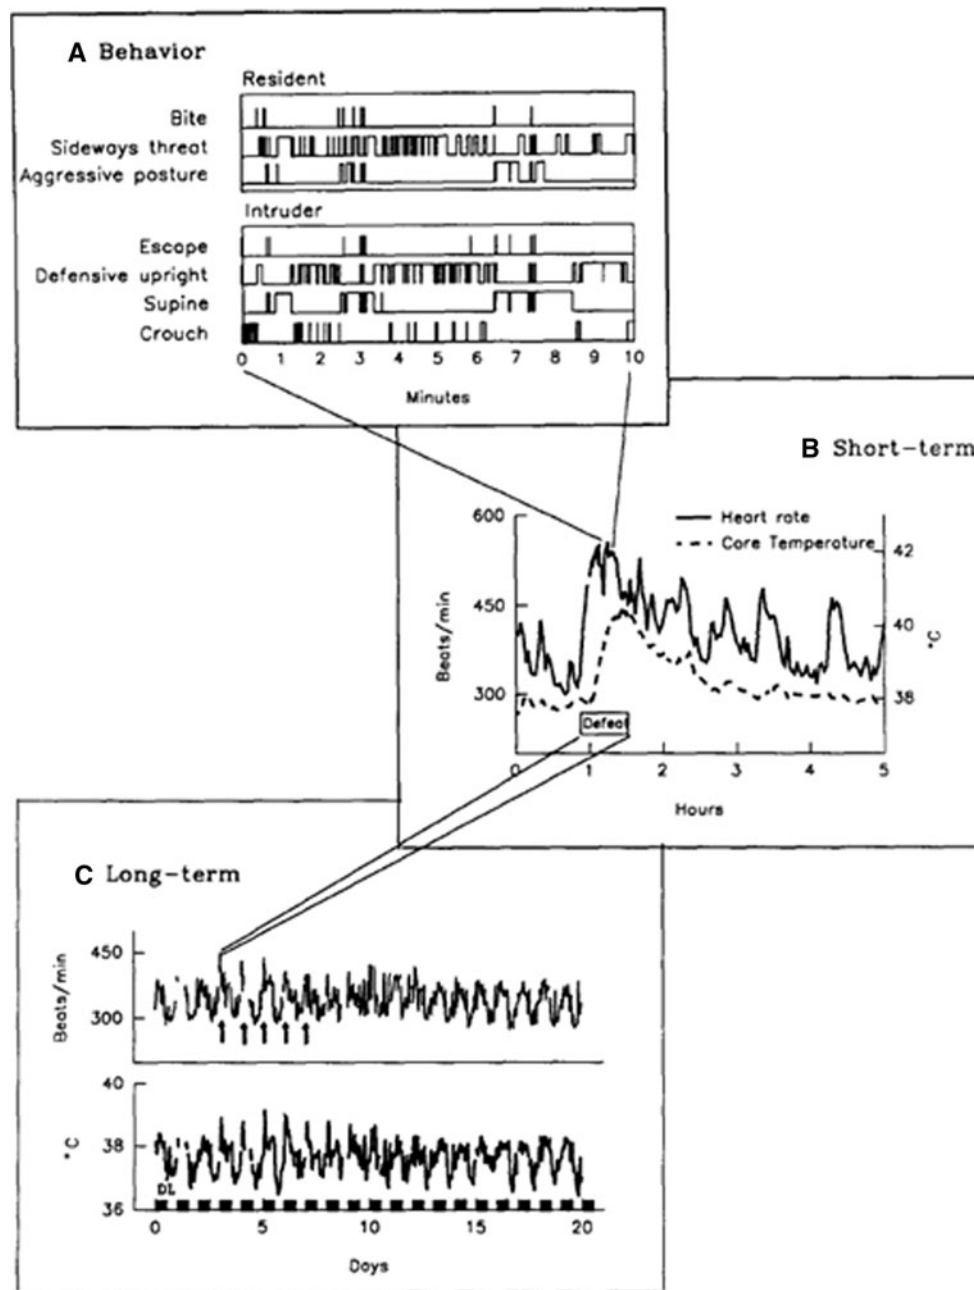 A Behavior
Resident
Bite
Sideways threat
Aggressive posture
Intruder
Escape
Defensive upright
Supine
Crouch
0 1 2 3 4 5 6 7 8 9 10
Minutes
B Short-term
600
450
300
Beats/min
Heart rate
Core Temperature
42
40
38
°C
Defeat
0 1 2 3 4 5
Hours
C Long-term
450
300
Beats/min
40
38
36
°C
DL
0 5 10 15 20
Days